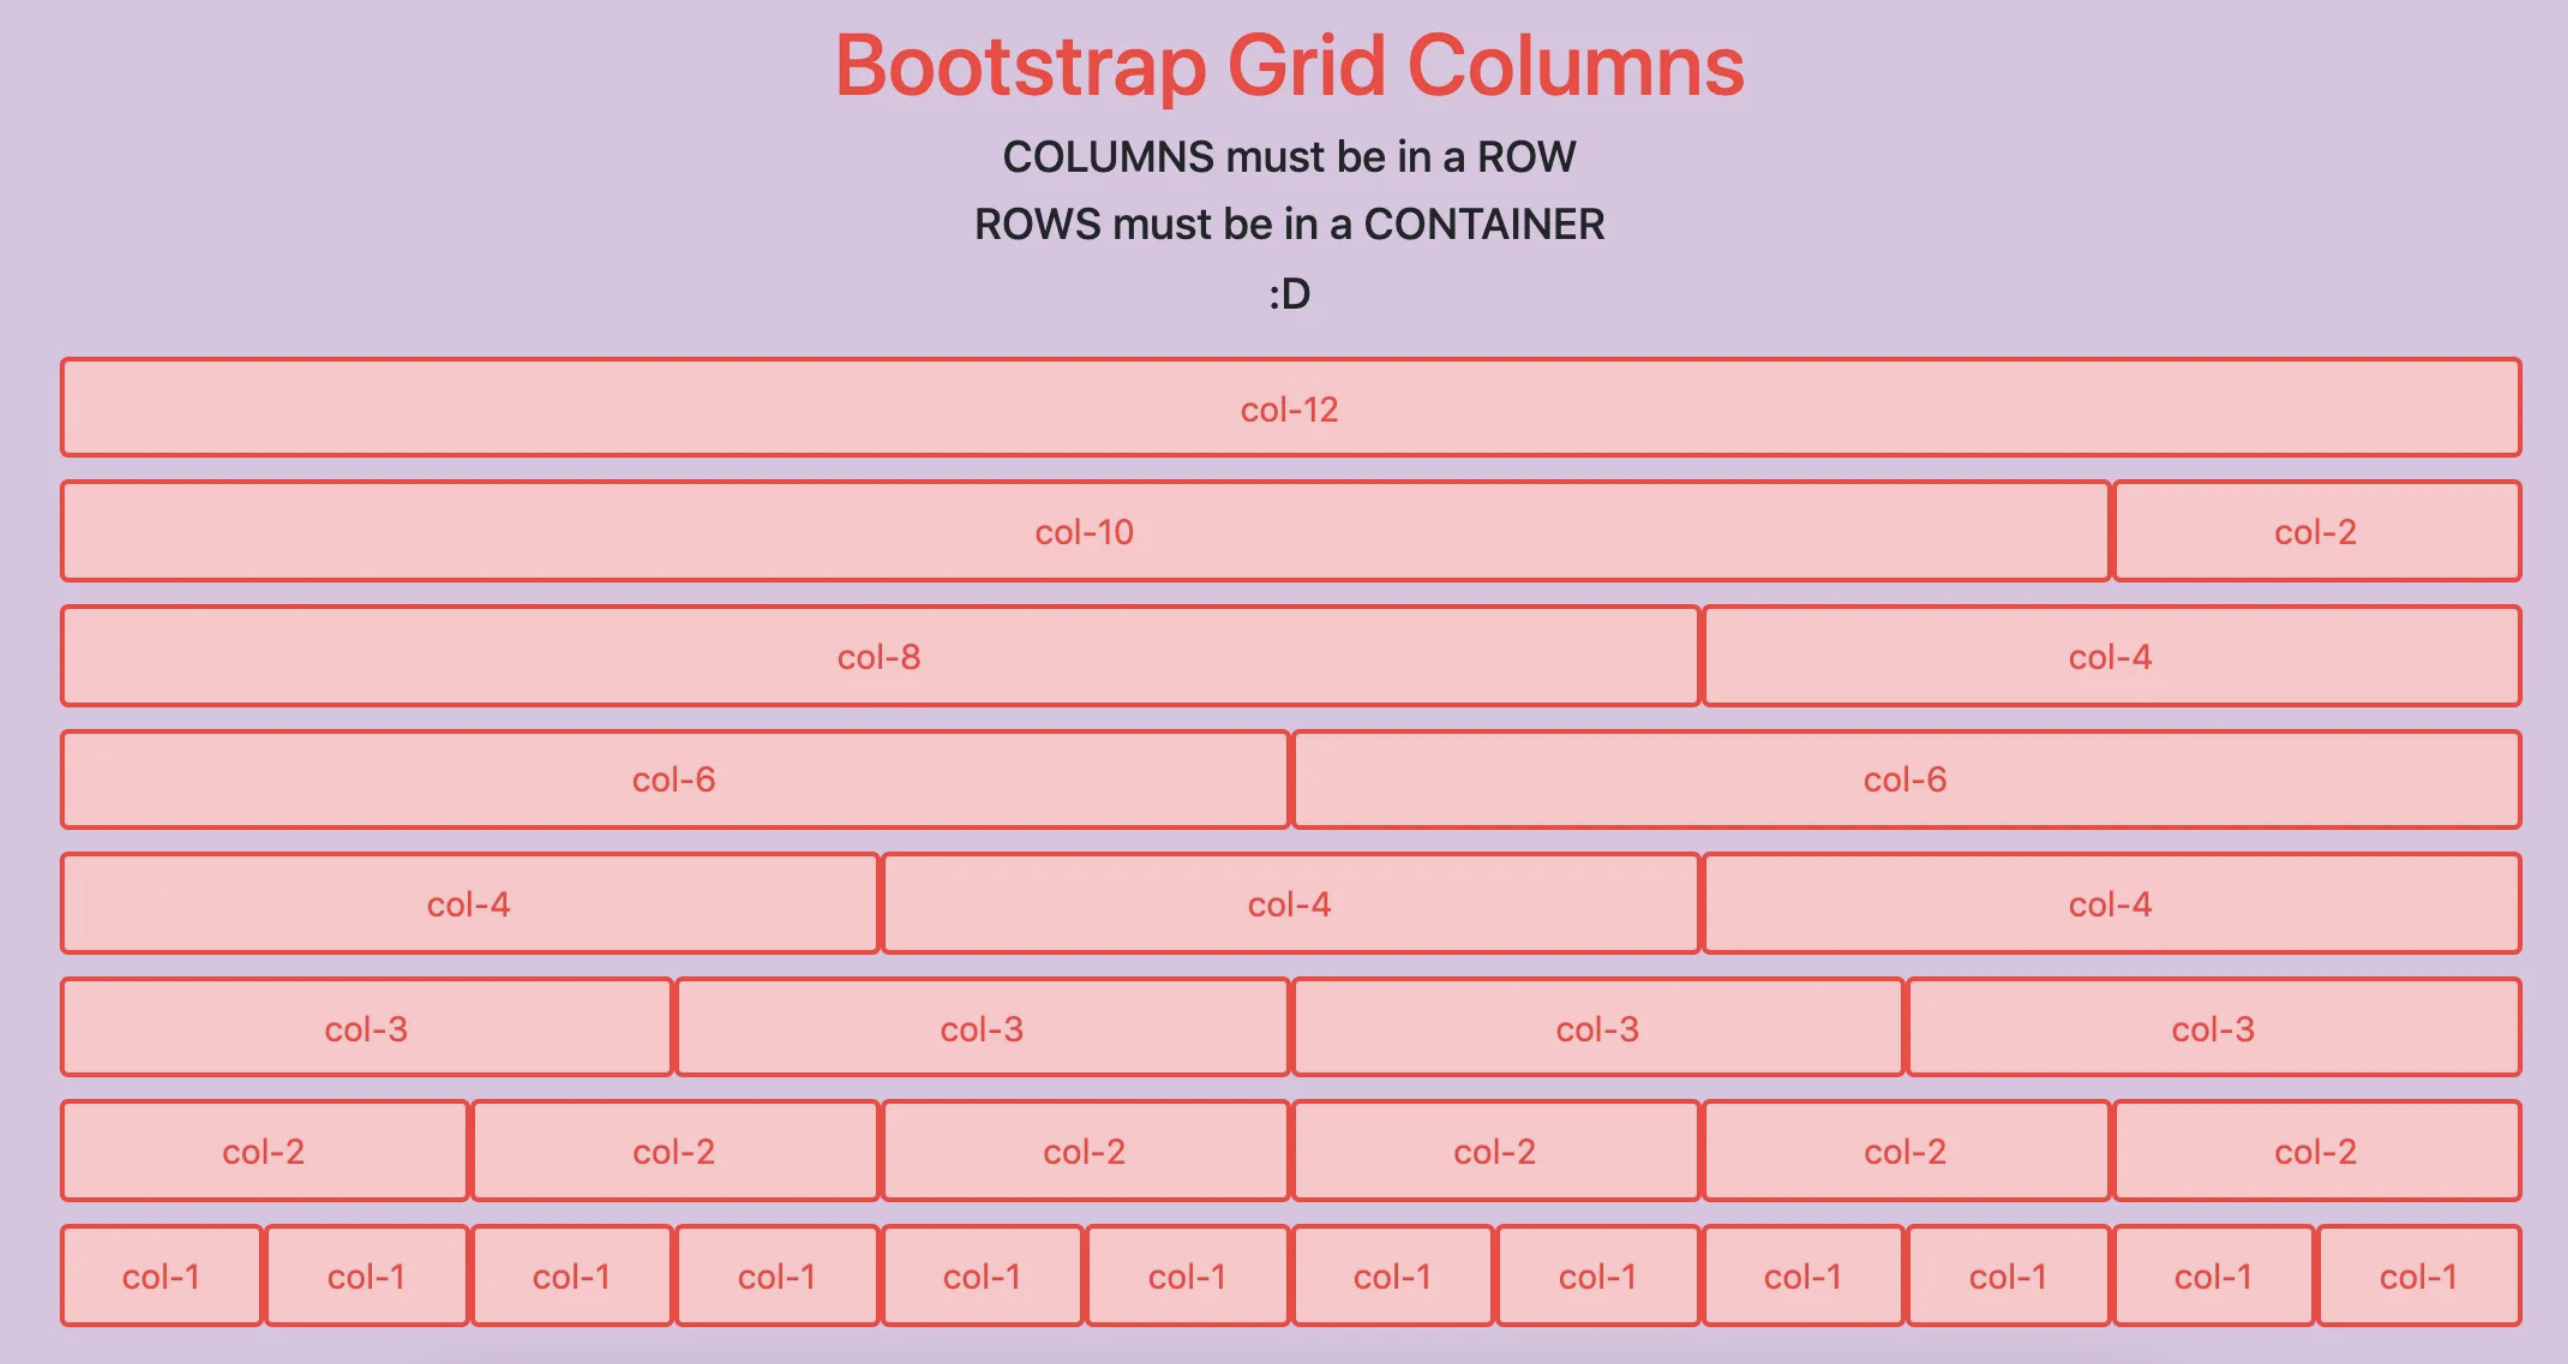 Bootstrap Grid Columns
COLUMNS must be in a ROW
ROWS must be in a CONTAINER
:D
col-12
col-10 col-2
col-8 col-4
col-6 col-6
col-4 col-4 col-4
col-3 col-3 col-3 col-3
col-2 col-2 col-2 col-2 col-2 col-2
col-1 col-1 col-1 col-1 col-1 col-1 col-1 col-1 col-1 col-1 col-1 col-1